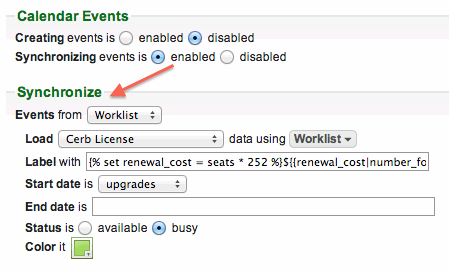 Calendar Events
Creating events is enabled disabled
Synchronizing events is enabled disabled
Synchronize
Events from Worklist
Load Cerb License data using Worklist
Label with {% set renewal_cost = seats * 252 %}${{renewal_cost|number_fo
Start date is upgrades
End date is
Status is available busy
Color it